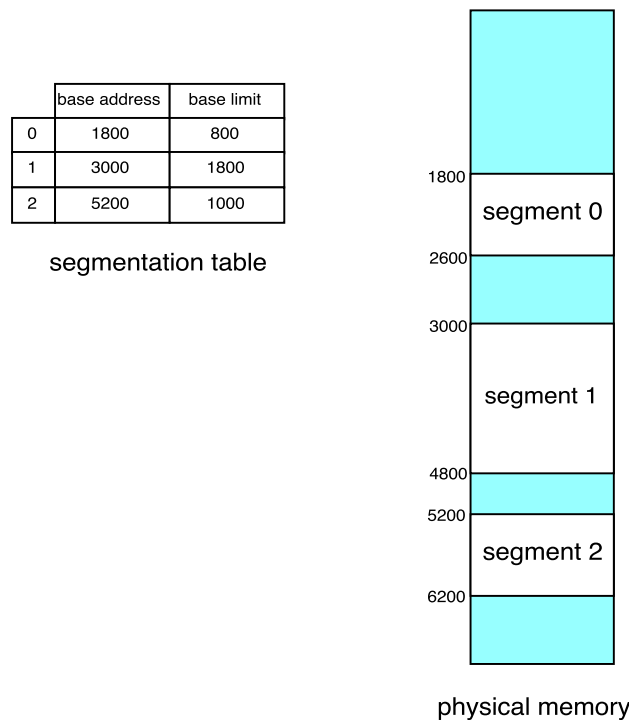 base address base limit
0 1800 800
1 3000 1800
2 5200 1000
segmentation table
1800
segment 0
2600
3000
segment 1
4800
5200
segment 2
6200
physical memory